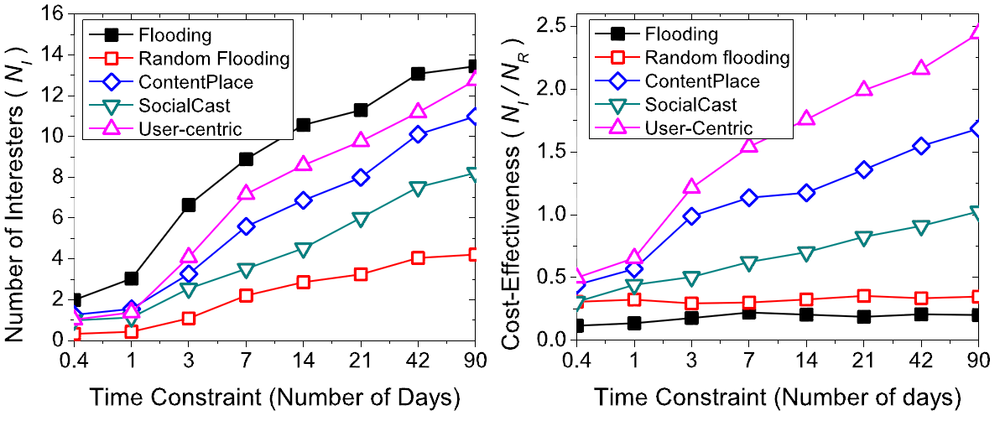 16
14
12
10
8
6
4
2
0
Number of Interesters ( N_I )
Flooding
Random Flooding
ContentPlace
SocialCast
User-centric
0.4 1 3 7 14 21 42 90
Time Constraint (Number of Days)
2.5
2.0
1.5
1.0
0.5
0.0
Cost-Effectiveness ( N_I / N_R )
Flooding
Random flooding
ContentPlace
SocialCast
User-Centric
0.4 1 3 7 14 21 42 90
Time Constraint (Number of days)